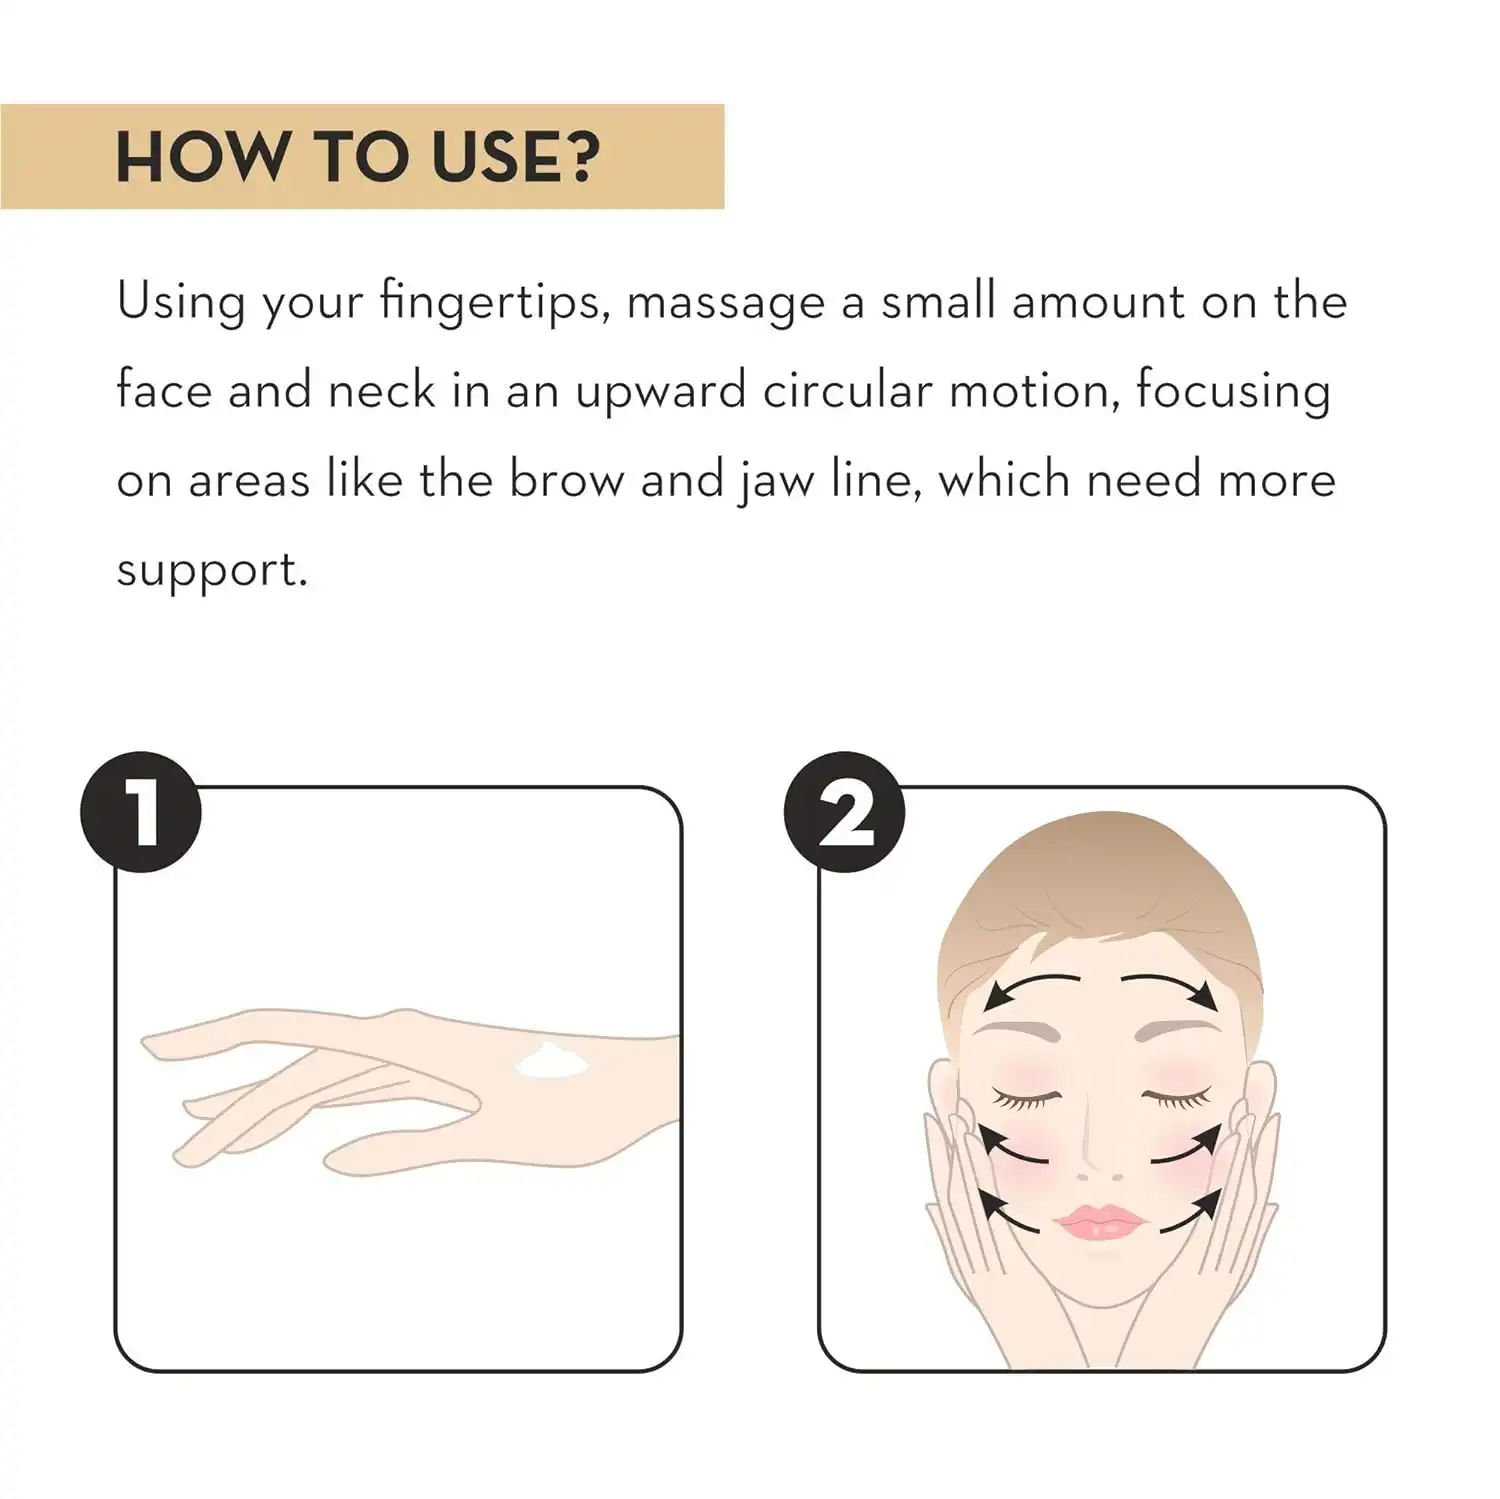 HOW TO USE?
Using your fingertips, massage a small amount on the
face and neck in an upward circular motion, focusing
on areas like the brow and jaw line, which need more
support.
1
2